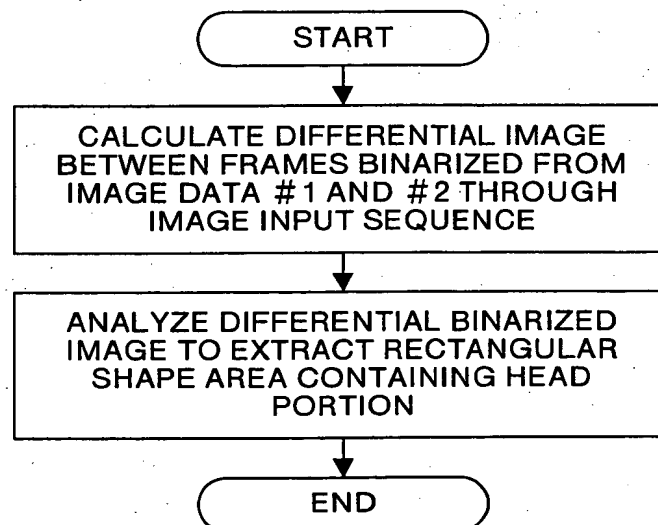 START
CALCULATE DIFFERENTIAL IMAGE
BETWEEN FRAMES BINARIZED FROM
IMAGE DATA #1 AND #2 THROUGH
IMAGE INPUT SEQUENCE
ANALYZE DIFFERENTIAL BINARIZED
IMAGE TO EXTRACT RECTANGULAR
SHAPE AREA CONTAINING HEAD
PORTION
END